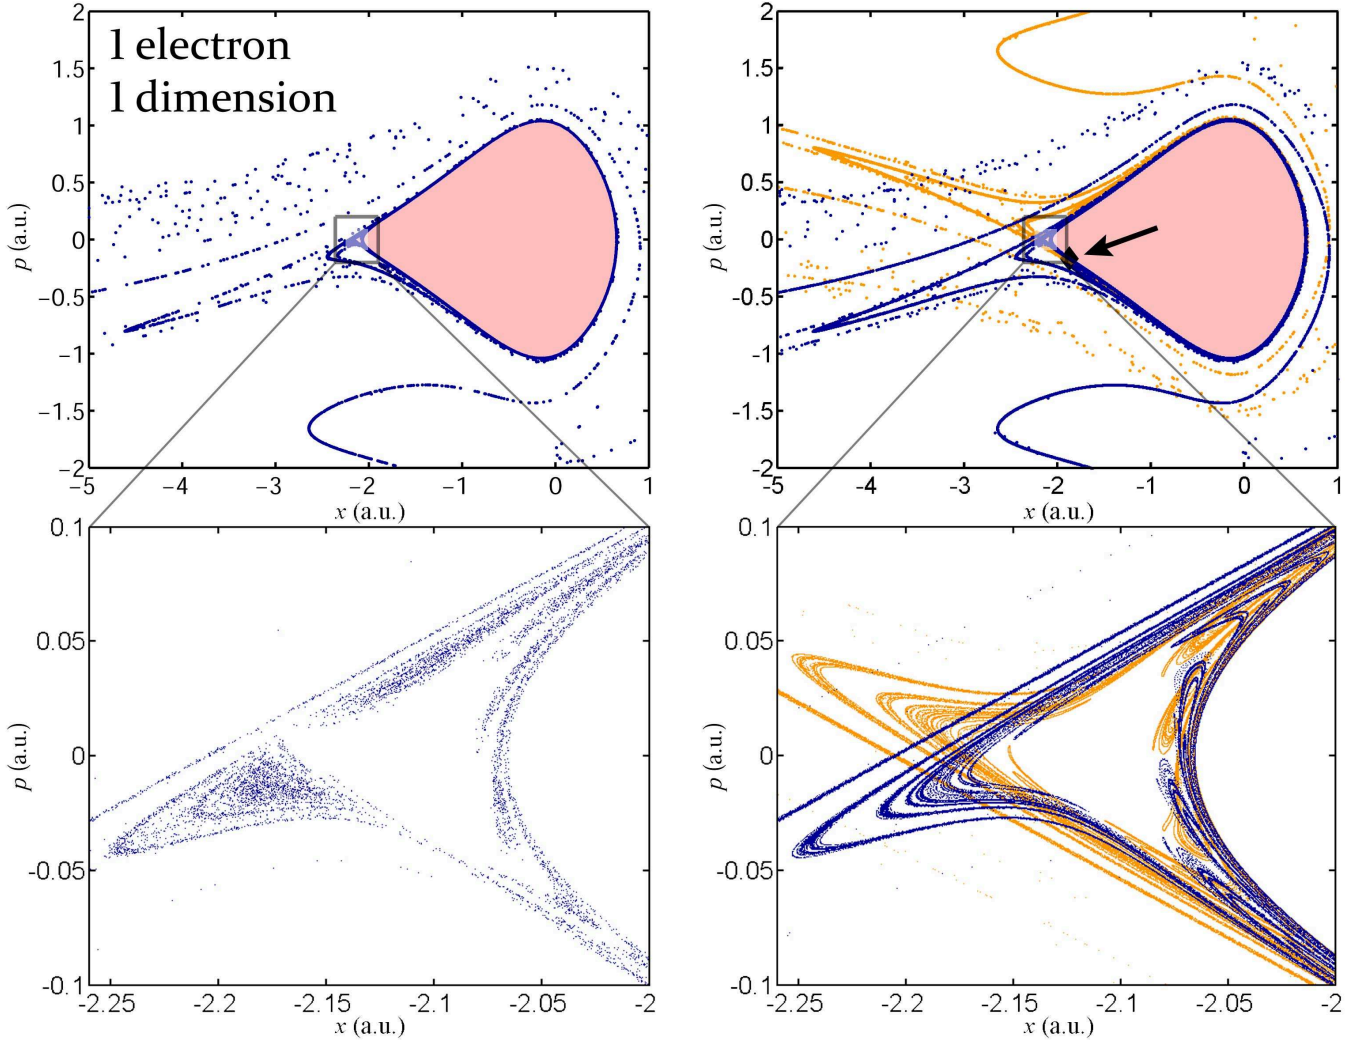 1 electron
1 dimension
2
1.5
1
0.5
0
−0.5
−1
−1.5
−2
p (a.u.)
−5 −4 −3 −2 −1 0 1
x (a.u.)
2
1.5
1
0.5
0
-0.5
-1
-1.5
-2
p (a.u.)
-5 -4 -3 -2 -1 0 1
x (a.u.)
0.1
0.05
0
-0.05
-0.1
p (a.u.)
-2.25 -2.2 -2.15 -2.1 -2.05 -2
x (a.u.)
0.1
0.05
0
-0.05
-0.1
p (a.u.)
-2.25 -2.2 -2.15 -2.1 -2.05 -2
x (a.u.)